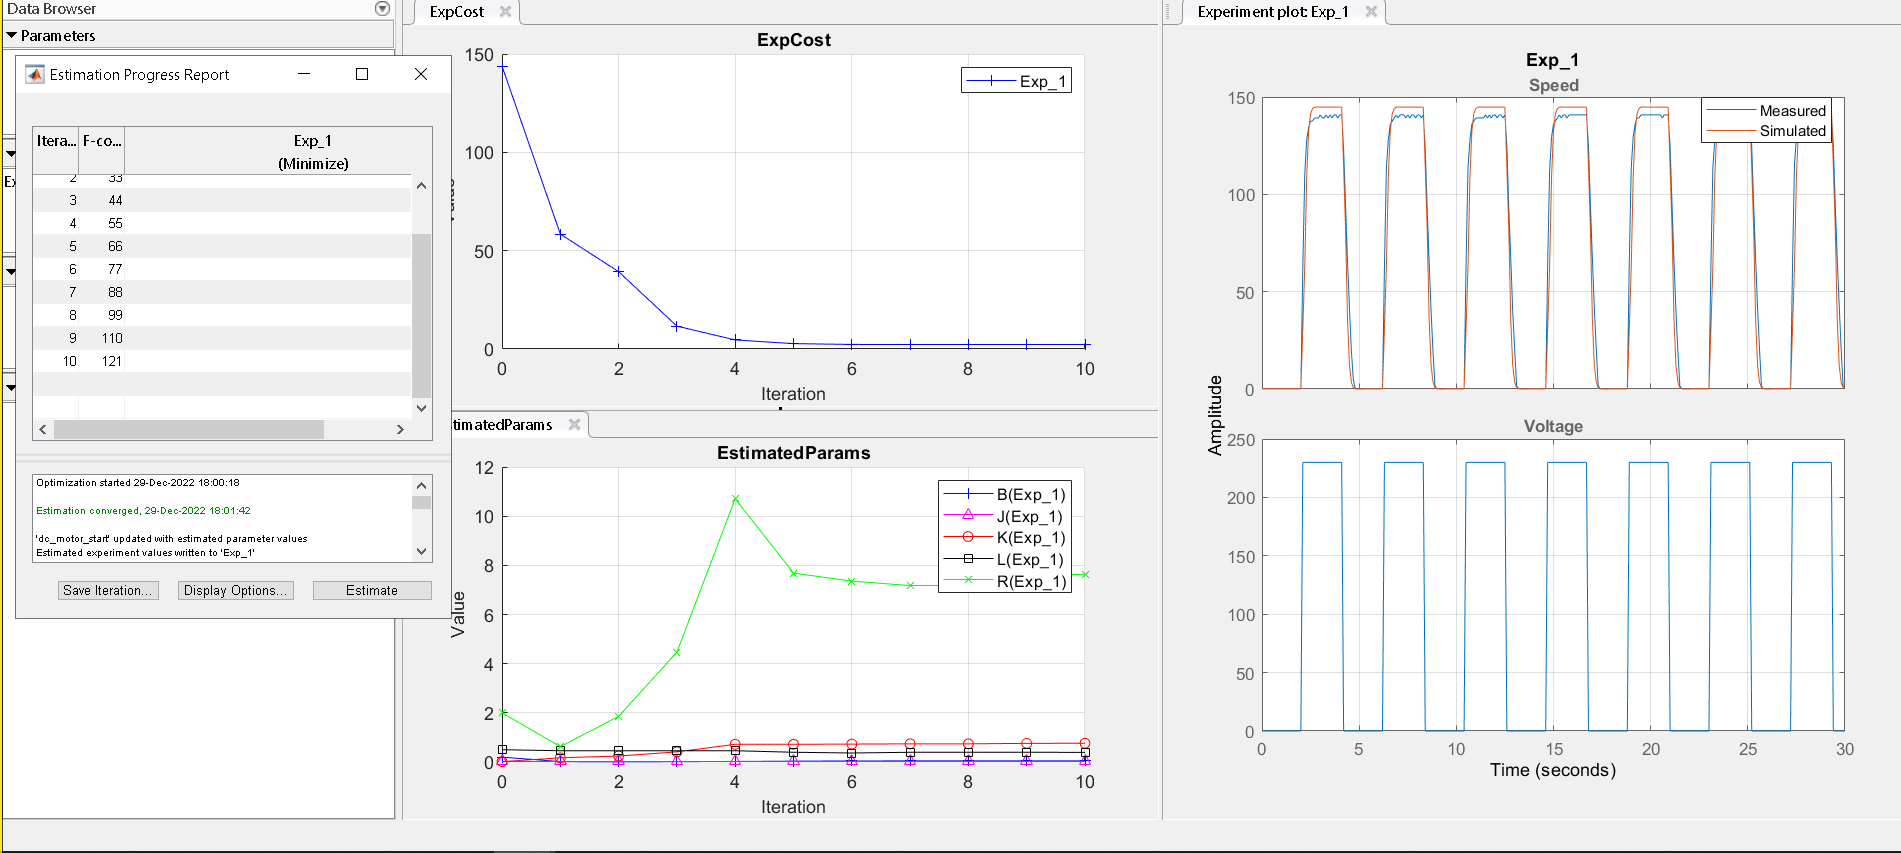 Data Browser
Parameters
Estimation Progress Report
Itera... F-co... Exp_1
(Minimize)
2 33
3 44
4 55
5 66
6 77
7 88
8 99
9 110
10 121
Optimization started 29-Dec-2022 18:00:18
Estimation converged, 29-Dec-2022 18:01:42
'dc_motor_start' updated with estimated parameter values
Estimated experiment values written to 'Exp_1'
Save Iteration...
Display Options...
Estimate
Ex
ExpCost
ExpCost
Exp_1
150
100
50
0
0 2 4 6 8 10
Iteration
timatedParams
EstimatedParams
B(Exp_1)
J(Exp_1)
K(Exp_1)
L(Exp_1)
R(Exp_1)
Value
12
10
8
6
4
2
0
0 2 4 6 8 10
Iteration
Experiment plot: Exp_1
Exp_1
Speed
Measured
Simulated
150
100
50
0
Amplitude
Voltage
250
200
150
100
50
0
0 5 10 15 20 25 30
Time (seconds)